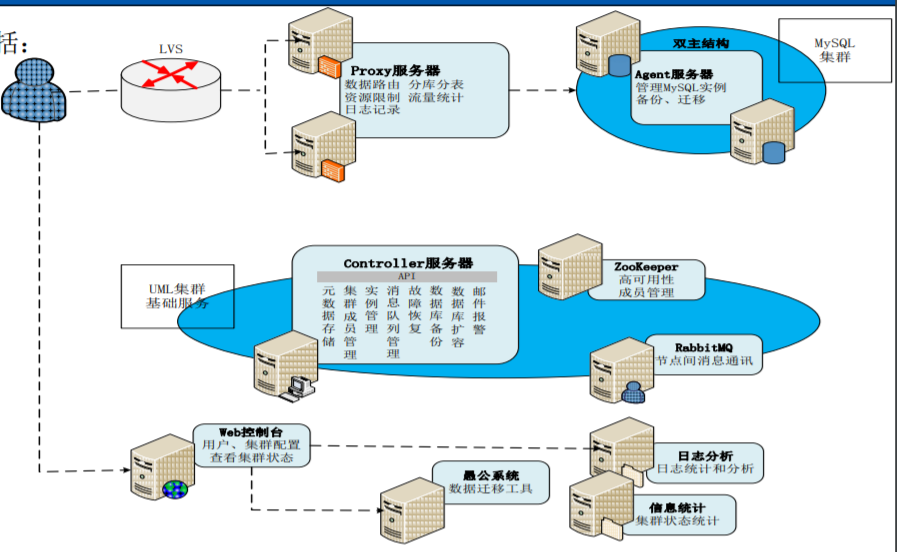 括：
LVS
Proxy服务器
数据路由 分库分表
资源限制 流量统计
日志记录
双主结构
Agent服务器
管理MySQL实例
备份、迁移
MySQL
集群
UML集群
基础服务
Controller服务器
API
元数据存储
集群成员管理
实例管理
消息队列管理
故障恢复
数据库备份
数据库扩容
邮件报警
ZooKeeper
高可用性
成员管理
RabbitMQ
节点间消息通讯
Web控制台
用户、集群配置
查看集群状态
愚公系统
数据迁移工具
日志分析
日志统计和分析
信息统计
集群状态统计